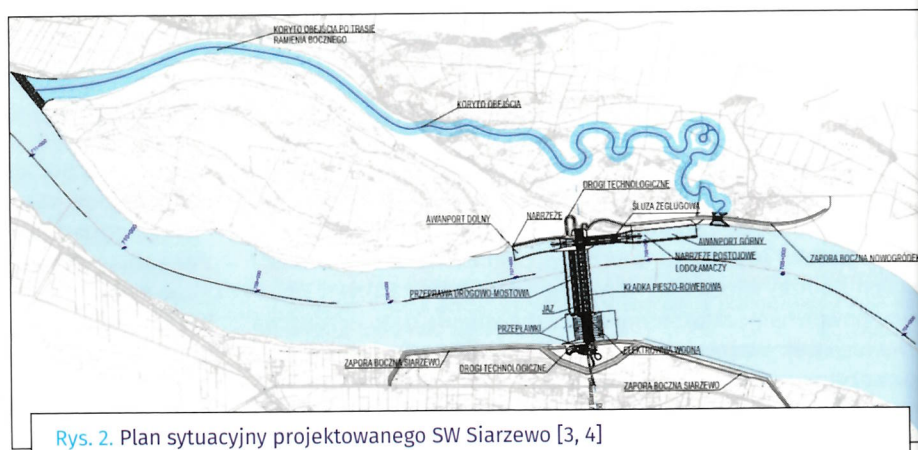 KORYTO OBEJŚCIA PO TRASIE
RAMIENIA BOCZNEGO
KORYTO OBEJŚCIA
DROGI TECHNOLOGICZNE
NABRZEŻE
ŚLUZA ŻEGLUGOWA
AWANPORT DOLNY
AWANPORT GÓRNY
NABRZEŻE POSTOJOWE
LODOŁAMACZY
ZAPORA BOCZNA NOWOGRÓDEK
PRZEPRAWA DROGOWO-MOSTOWA
KŁADKA PIESZO-ROWEROWA
JAZ
PRZEPŁAWKI
ELEKTROWNIA WODNA
ZAPORA BOCZNA SIARZEWO
DROGI TECHNOLOGICZNE
ZAPORA BOCZNA SIARZEWO
Rys. 2. Plan sytuacyjny projektowanego SW Siarzewo [3, 4]